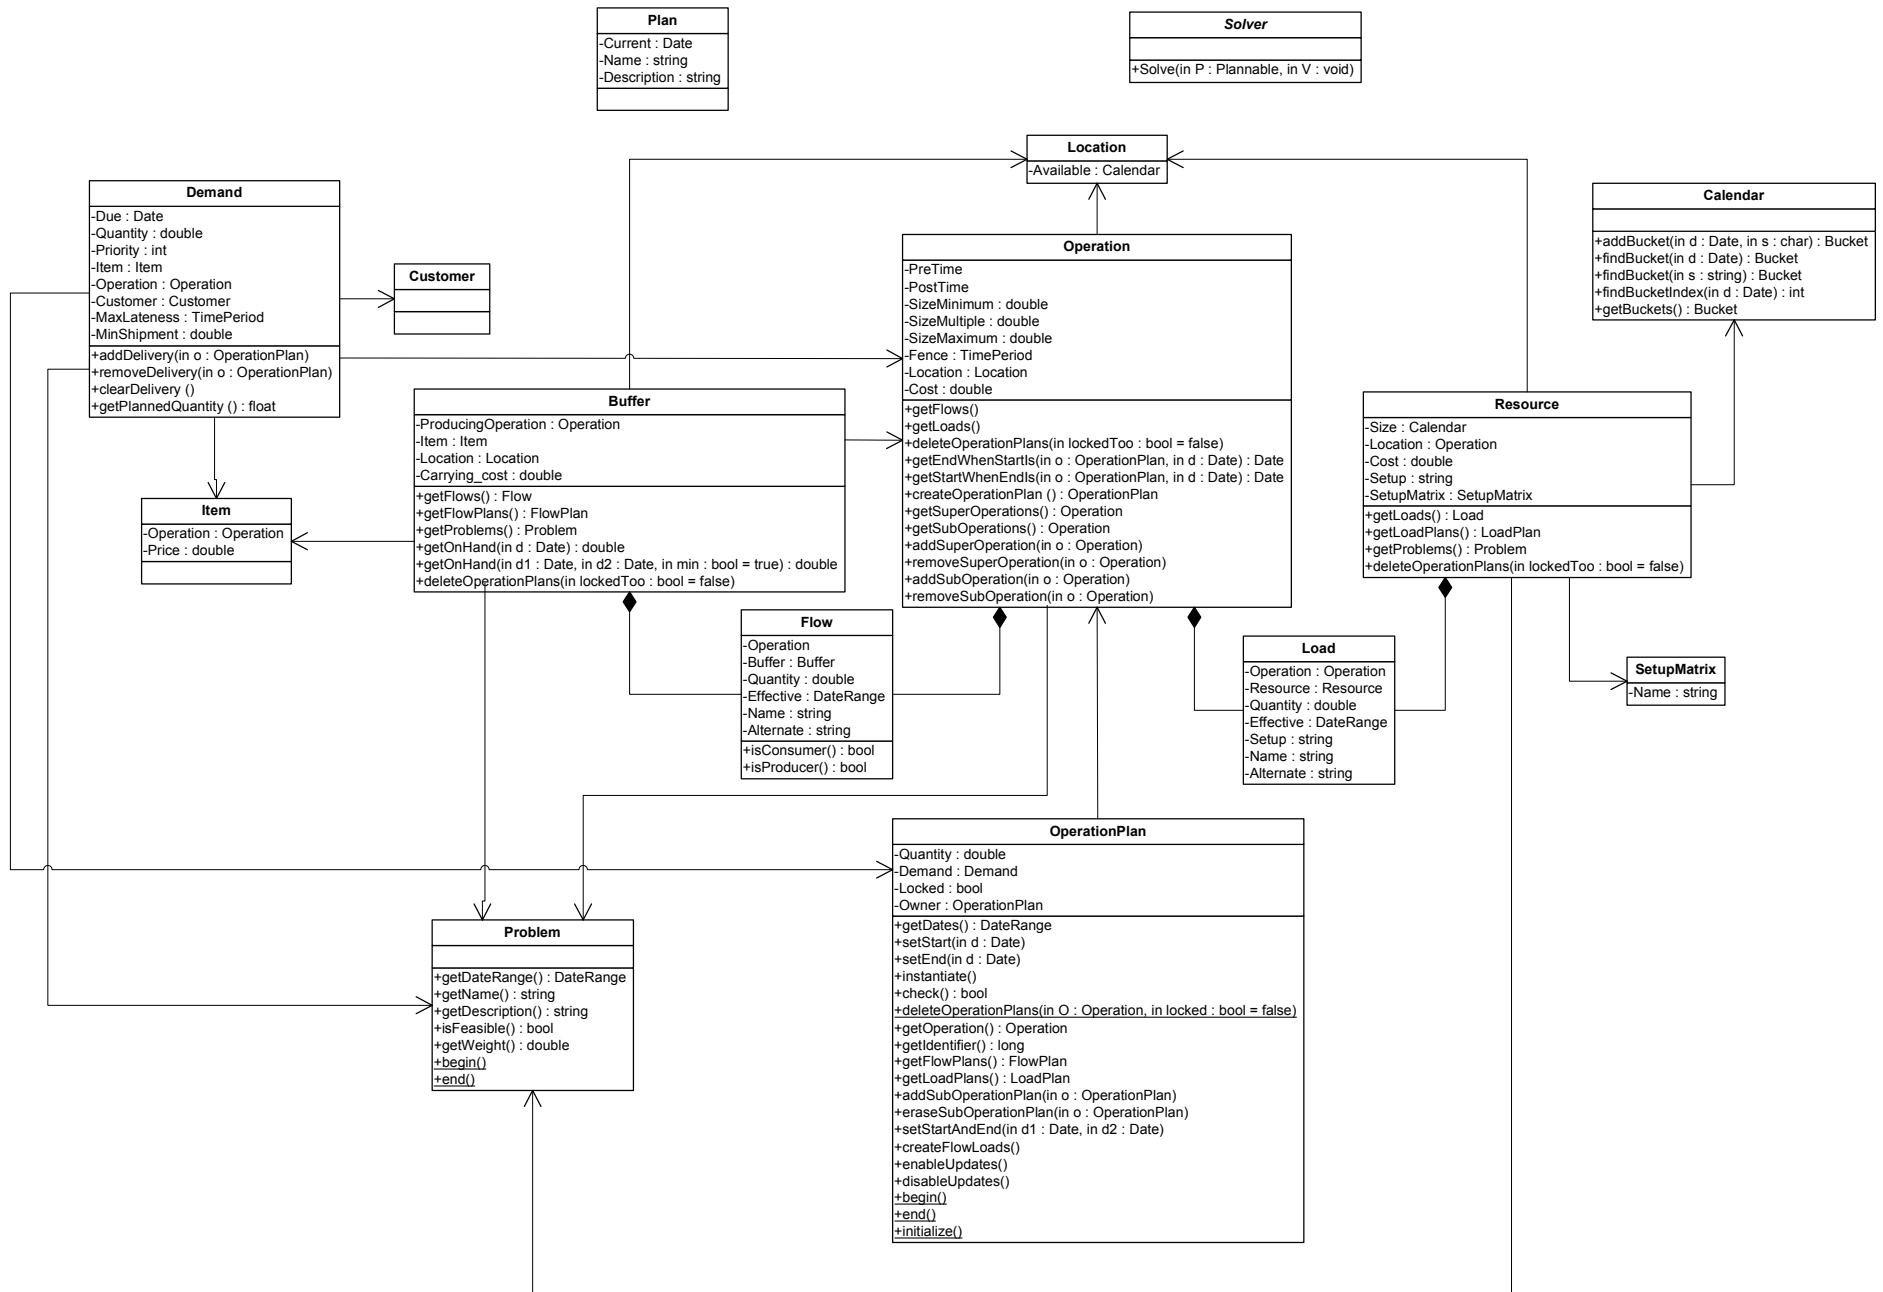 Plan
-Current : Date
-Name : string
-Description : string
Solver
+Solve(in P : Plannable, in V : void)
Location
-Available : Calendar
Demand
-Due : Date
-Quantity : double
-Priority : int
-Item : Item
-Operation : Operation
-Customer : Customer
-MaxLateness : TimePeriod
-MinShipment : double
+addDelivery(in o : OperationPlan)
+removeDelivery(in o : OperationPlan)
+clearDelivery ()
+getPlannedQuantity () : float
Customer
Operation
-PreTime
-PostTime
-SizeMinimum : double
-SizeMultiple : double
-SizeMaximum : double
-Fence : TimePeriod
-Location : Location
-Cost : double
+getFlows()
+getLoads()
+deleteOperationPlans(in lockedToo : bool = false)
+getEndWhenStartIs(in o : OperationPlan, in d : Date) : Date
+getStartWhenEndIs(in o : OperationPlan, in d : Date) : Date
+createOperationPlan () : OperationPlan
+getSuperOperations() : Operation
+getSubOperations() : Operation
+addSuperOperation(in o : Operation)
+removeSuperOperation(in o : Operation)
+addSubOperation(in o : Operation)
+removeSubOperation(in o : Operation)
Calendar
+addBucket(in d : Date, in s : char) : Bucket
+findBucket(in d : Date) : Bucket
+findBucket(in s : string) : Bucket
+findBucketIndex(in d : Date) : int
+getBuckets() : Bucket
Buffer
-ProducingOperation : Operation
-Item : Item
-Location : Location
-Carrying_cost : double
+getFlows() : Flow
+getFlowPlans() : FlowPlan
+getProblems() : Problem
+getOnHand(in d : Date) : double
+getOnHand(in d1 : Date, in d2 : Date, in min : bool = true) : double
+deleteOperationPlans(in lockedToo : bool = false)
Resource
-Size : Calendar
-Location : Operation
-Cost : double
-Setup : string
-SetupMatrix : SetupMatrix
+getLoads() : Load
+getLoadPlans() : LoadPlan
+getProblems() : Problem
+deleteOperationPlans(in lockedToo : bool = false)
Item
-Operation : Operation
-Price : double
Flow
-Operation
-Buffer : Buffer
-Quantity : double
-Effective : DateRange
-Name : string
-Alternate : string
+isConsumer() : bool
+isProducer() : bool
Load
-Operation : Operation
-Resource : Resource
-Quantity : double
-Effective : DateRange
-Setup : string
-Name : string
-Alternate : string
SetupMatrix
-Name : string
OperationPlan
-Quantity : double
-Demand : Demand
-Locked : bool
-Owner : OperationPlan
+getDates() : DateRange
+setStart(in d : Date)
+setEnd(in d : Date)
+instantiate()
+check() : bool
+deleteOperationPlans(in O : Operation, in locked : bool = false)
+getOperation() : Operation
+getIdentifier() : long
+getFlowPlans() : FlowPlan
+getLoadPlans() : LoadPlan
+addSubOperationPlan(in o : OperationPlan)
+eraseSubOperationPlan(in o : OperationPlan)
+setStartAndEnd(in d1 : Date, in d2 : Date)
+createFlowLoads()
+enableUpdates()
+disableUpdates()
+begin()
+end()
+initialize()
Problem
+getDateRange() : DateRange
+getName() : string
+getDescription() : string
+isFeasible() : bool
+getWeight() : double
+begin()
+end()